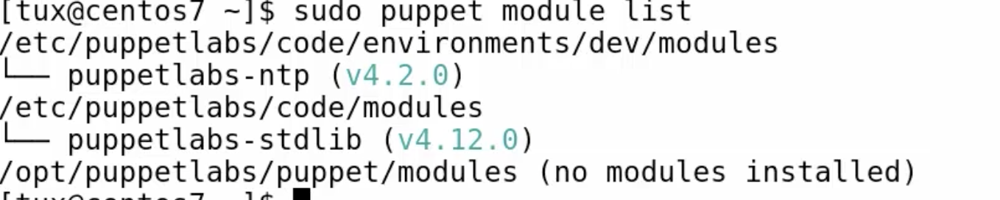 [tux@centos7 ~]$ sudo puppet module list
/etc/puppetlabs/code/environments/dev/modules
└── puppetlabs-ntp (v4.2.0)
/etc/puppetlabs/code/modules
└── puppetlabs-stdlib (v4.12.0)
/opt/puppetlabs/puppet/modules (no modules installed)
[tux@centos7 ~]$